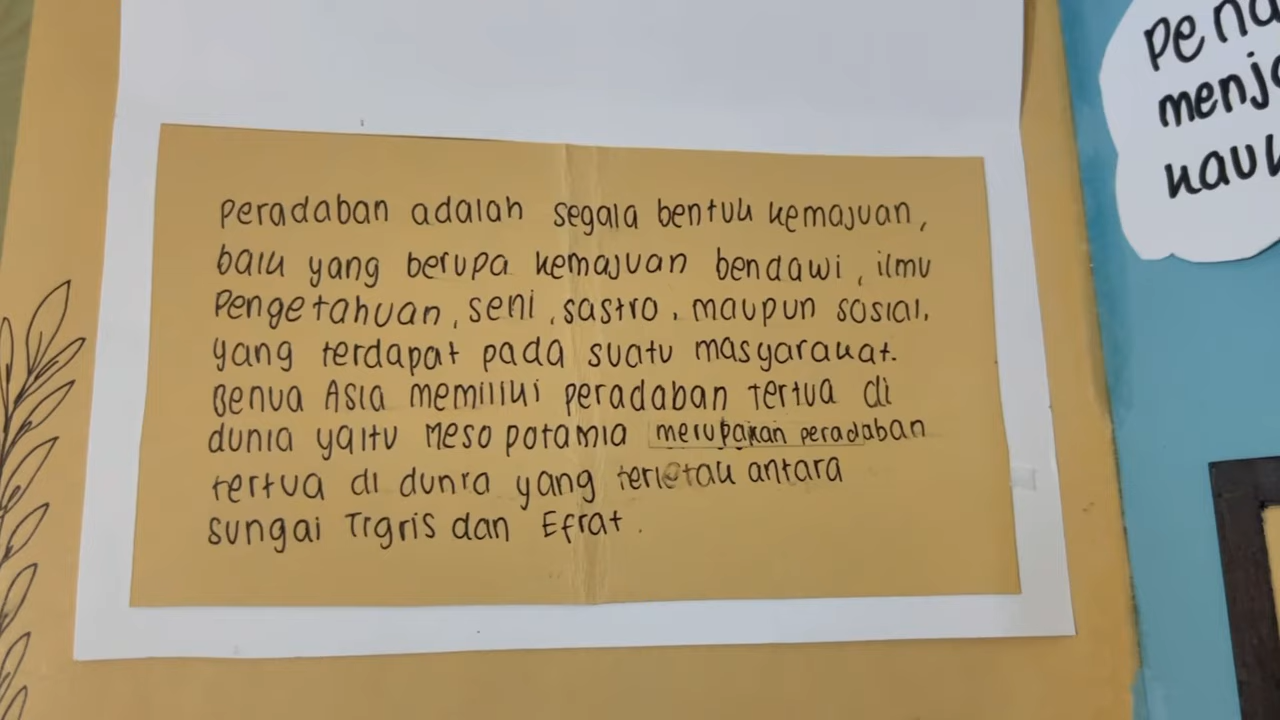 Peradaban adalah segala bentuk kemajuan,
baik yang berupa kemajuan bendawi, ilmu
Pengetahuan, seni, sastro, maupun sosial,
yang terdapat pada suatu masyarakat.
Benua Asia memiliki peradaban tertua di
dunia yaitu Mesopotamia merupakan peradaban
tertua di dunia yang terletak antara
sungai Tigris dan Efrat.